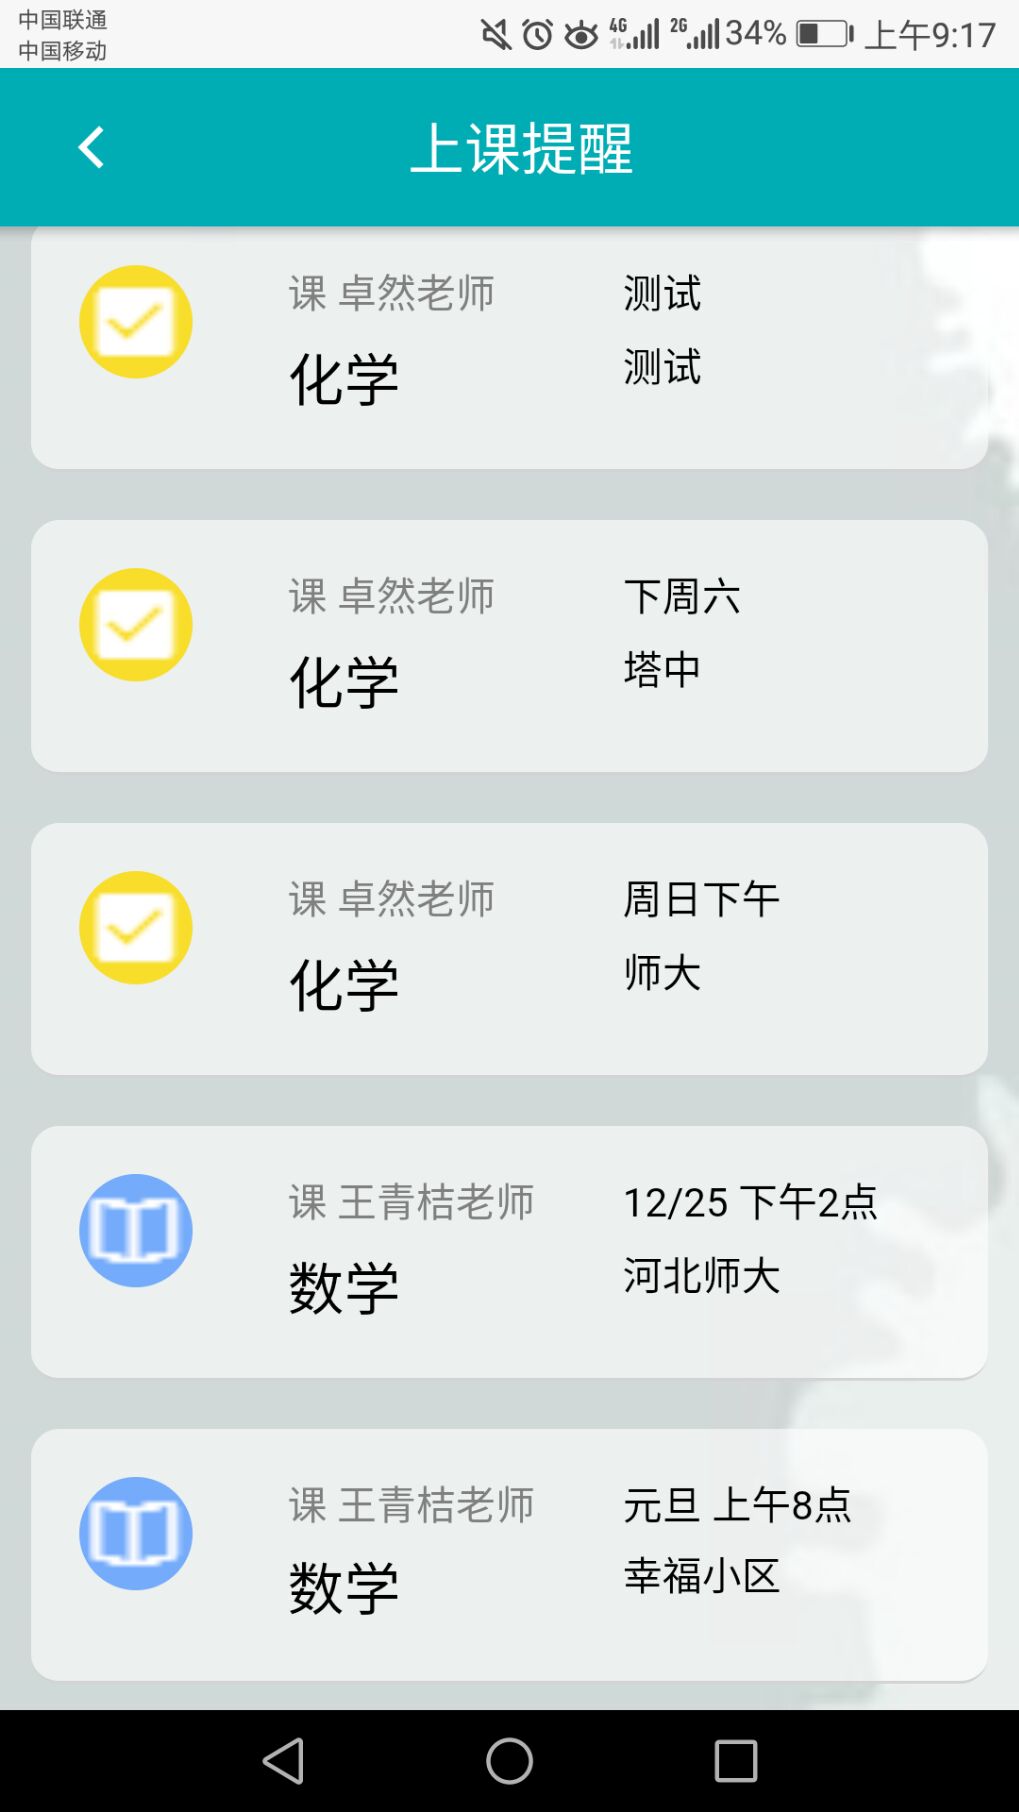 中国联通
中国移动
4G 2G 34% 上午9:17
上课提醒
课 卓然老师 测试
化学 测试
课 卓然老师 下周六
化学 塔中
课 卓然老师 周日下午
化学 师大
课 王青桔老师 12/25 下午2点
数学 河北师大
课 王青桔老师 元旦 上午8点
数学 幸福小区